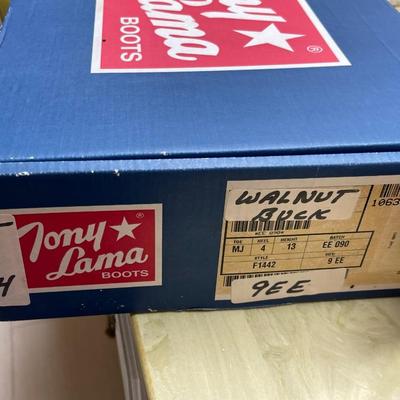 Tony
Lama
®
BOOTS
Tony
Lama
BOOTS
®
H
WALNUT
BUCK
1063
TOE HEEL HEIGHT BATCH
MJ 4 13 EE 090
STYLE SIZE
F1442 9 EE
9EE